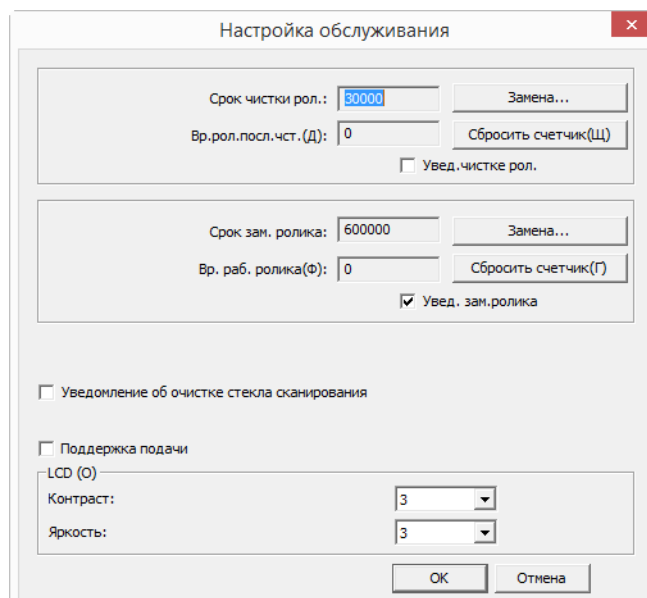 Настройка обслуживания
Срок чистки рол.: 30000 Замена...
Вр.рол.посл.чст.(Д): 0 Сбросить счетчик(Щ)
Увед.чистке рол.
Срок зам. ролика: 600000 Замена...
Вр. раб. ролика(Ф): 0 Сбросить счетчик(Г)
Увед. зам.ролика
Уведомление об очистке стекла сканирования
Поддержка подачи
LCD (О)
Контраст: 3
Яркость: 3
OK Отмена